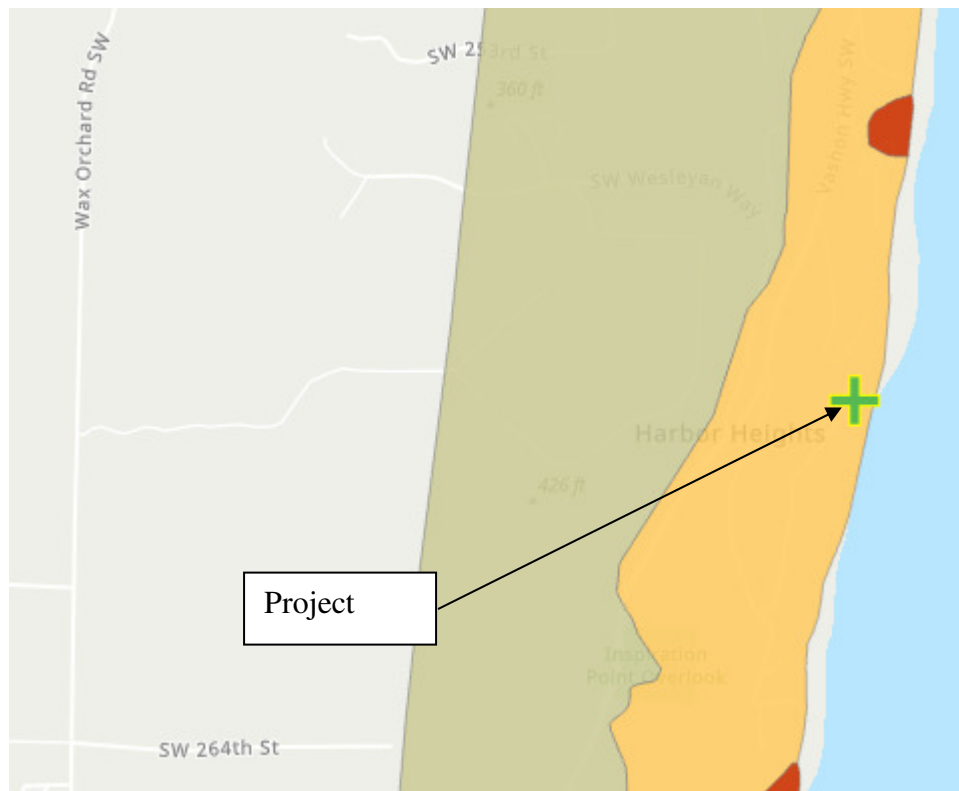 SW 253rd St
360 ft
Wax Orchard Rd SW
Vashon Hwy SW
SW Wesleyan Way
Harbor Heights
426 ft
Project
Inspiration
Point Overlook
SW 264th St